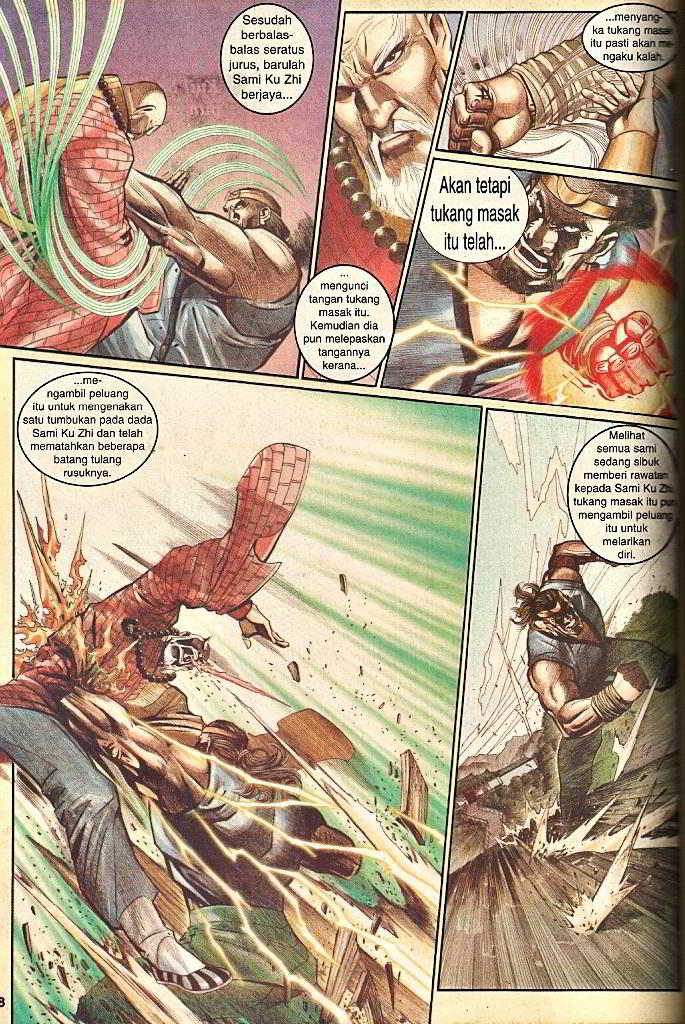 Sesudah
berbalas-
balas seratus
jurus, barulah
Sami Ku Zhi
berjaya...
...
mengunci
tangan tukang
masak itu.
Kemudian dia
pun melepaskan
tangannya
kerana...
...menyang-
ka tukang masak
itu pasti akan me-
ngaku kalah.
Akan tetapi
tukang masak
itu telah...
...me-
ngambil peluang
itu untuk mengenakan
satu tumbukan pada dada
Sami Ku Zhi dan telah
mematahkan beberapa
batang tulang
rusuknya.
Melihat
semua sami
sedang sibuk
memberi rawatan
kepada Sami Ku Zhi,
tukang masak itu pun
mengambil peluang
itu untuk
melarikan
diri.
8